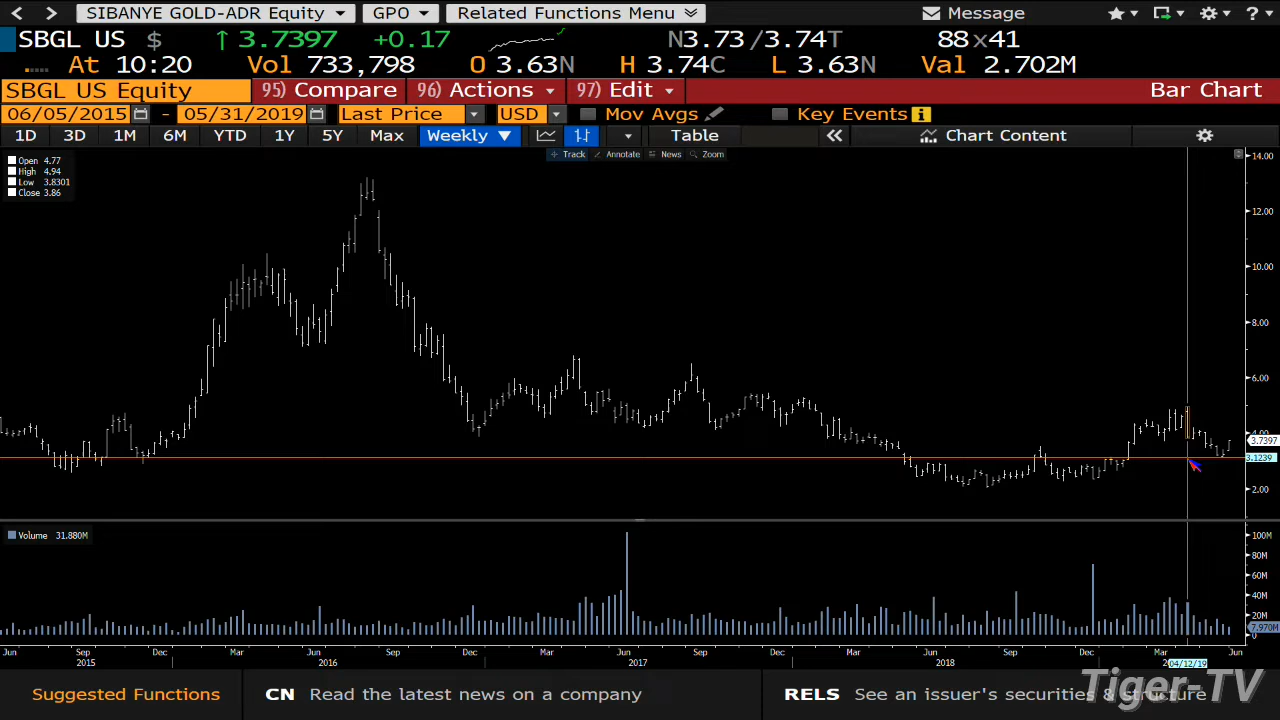 SIBANYE GOLD-ADR Equity GPO Related Functions Menu Message ?
SBGL US $ ↑ 3.7397 +0.17 N3.73 /3.74T 88x41
At 10:20 Vol 733,798 O 3.63N H 3.74C L 3.63N Val 2.702M
SBGL US Equity 95) Compare 96) Actions 97) Edit Bar Chart
06/05/2015 - 05/31/2019 Last Price USD Mov Avgs Key Events i
1D 3D 1M 6M YTD 1Y 5Y Max Weekly ▼ Table « Chart Content
Track Annotate News Zoom
Open 4.77
High 4.94
Low 3.8301
Close 3.86
14.00
12.00
10.00
8.00
6.00
4.00
3.7397
3.1239
2.00
Volume 31.880M
100M
80M
60M
40M
20M
7.970M
0
Jun Sep Dec Mar Jun Sep Dec Mar Jun Sep Dec Mar Jun Sep Dec Mar Jun
2015 2016 2017 2018 04/12/19
Suggested Functions CN Read the latest news on a company RELS See an issuer's securities & structure
Tiger-TV